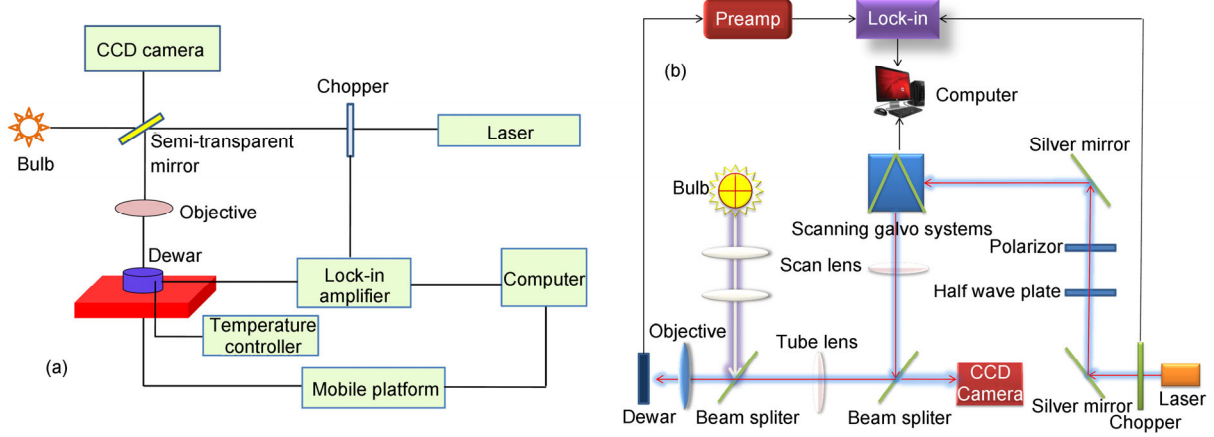 (a)
CCD camera
Chopper
Laser
Bulb
Semi-transparent
mirror
Objective
Dewar
Lock-in
amplifier
Computer
Temperature
controller
Mobile platform
(b)
Preamp
Lock-in
Computer
Silver mirror
Bulb
Scanning galvo systems
Polarizor
Scan lens
Half wave plate
Objective
Tube lens
CCD
Camera
Laser
Dewar
Beam spliter
Beam spliter
Silver mirror
Chopper